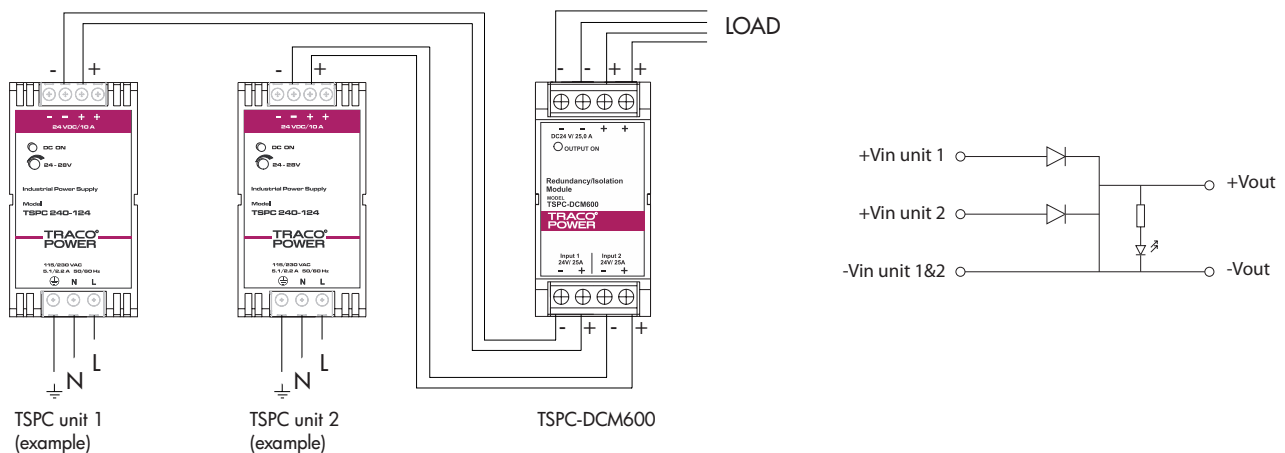 LOAD
- +
- +
- - + +
- - + +
24 VDC/10 A
DC ON
24 - 28V
Industrial Power Supply
Model
TSPC 240-124
TRACO®
POWER
115/230 VAC
5.1/2.2 A 50/60 Hz
N L
L
N
TSPC unit 1
(example)
- - + +
24 VDC/10 A
DC ON
24 - 28V
Industrial Power Supply
Model
TSPC 240-124
TRACO®
POWER
115/230 VAC
5.1/2.2 A 50/60 Hz
N L
L
N
TSPC unit 2
(example)
- - + +
DC24 V/ 25,0 A
OUTPUT ON
Redundancy/Isolation
Module
MODEL
TSPC-DCM600
TRACO®
POWER
Input 1 Input 2
24V/ 25A 24V/ 25A
- + - +
- + - +
TSPC-DCM600
+Vin unit 1
+Vin unit 2
-Vin unit 1&2
+Vout
-Vout